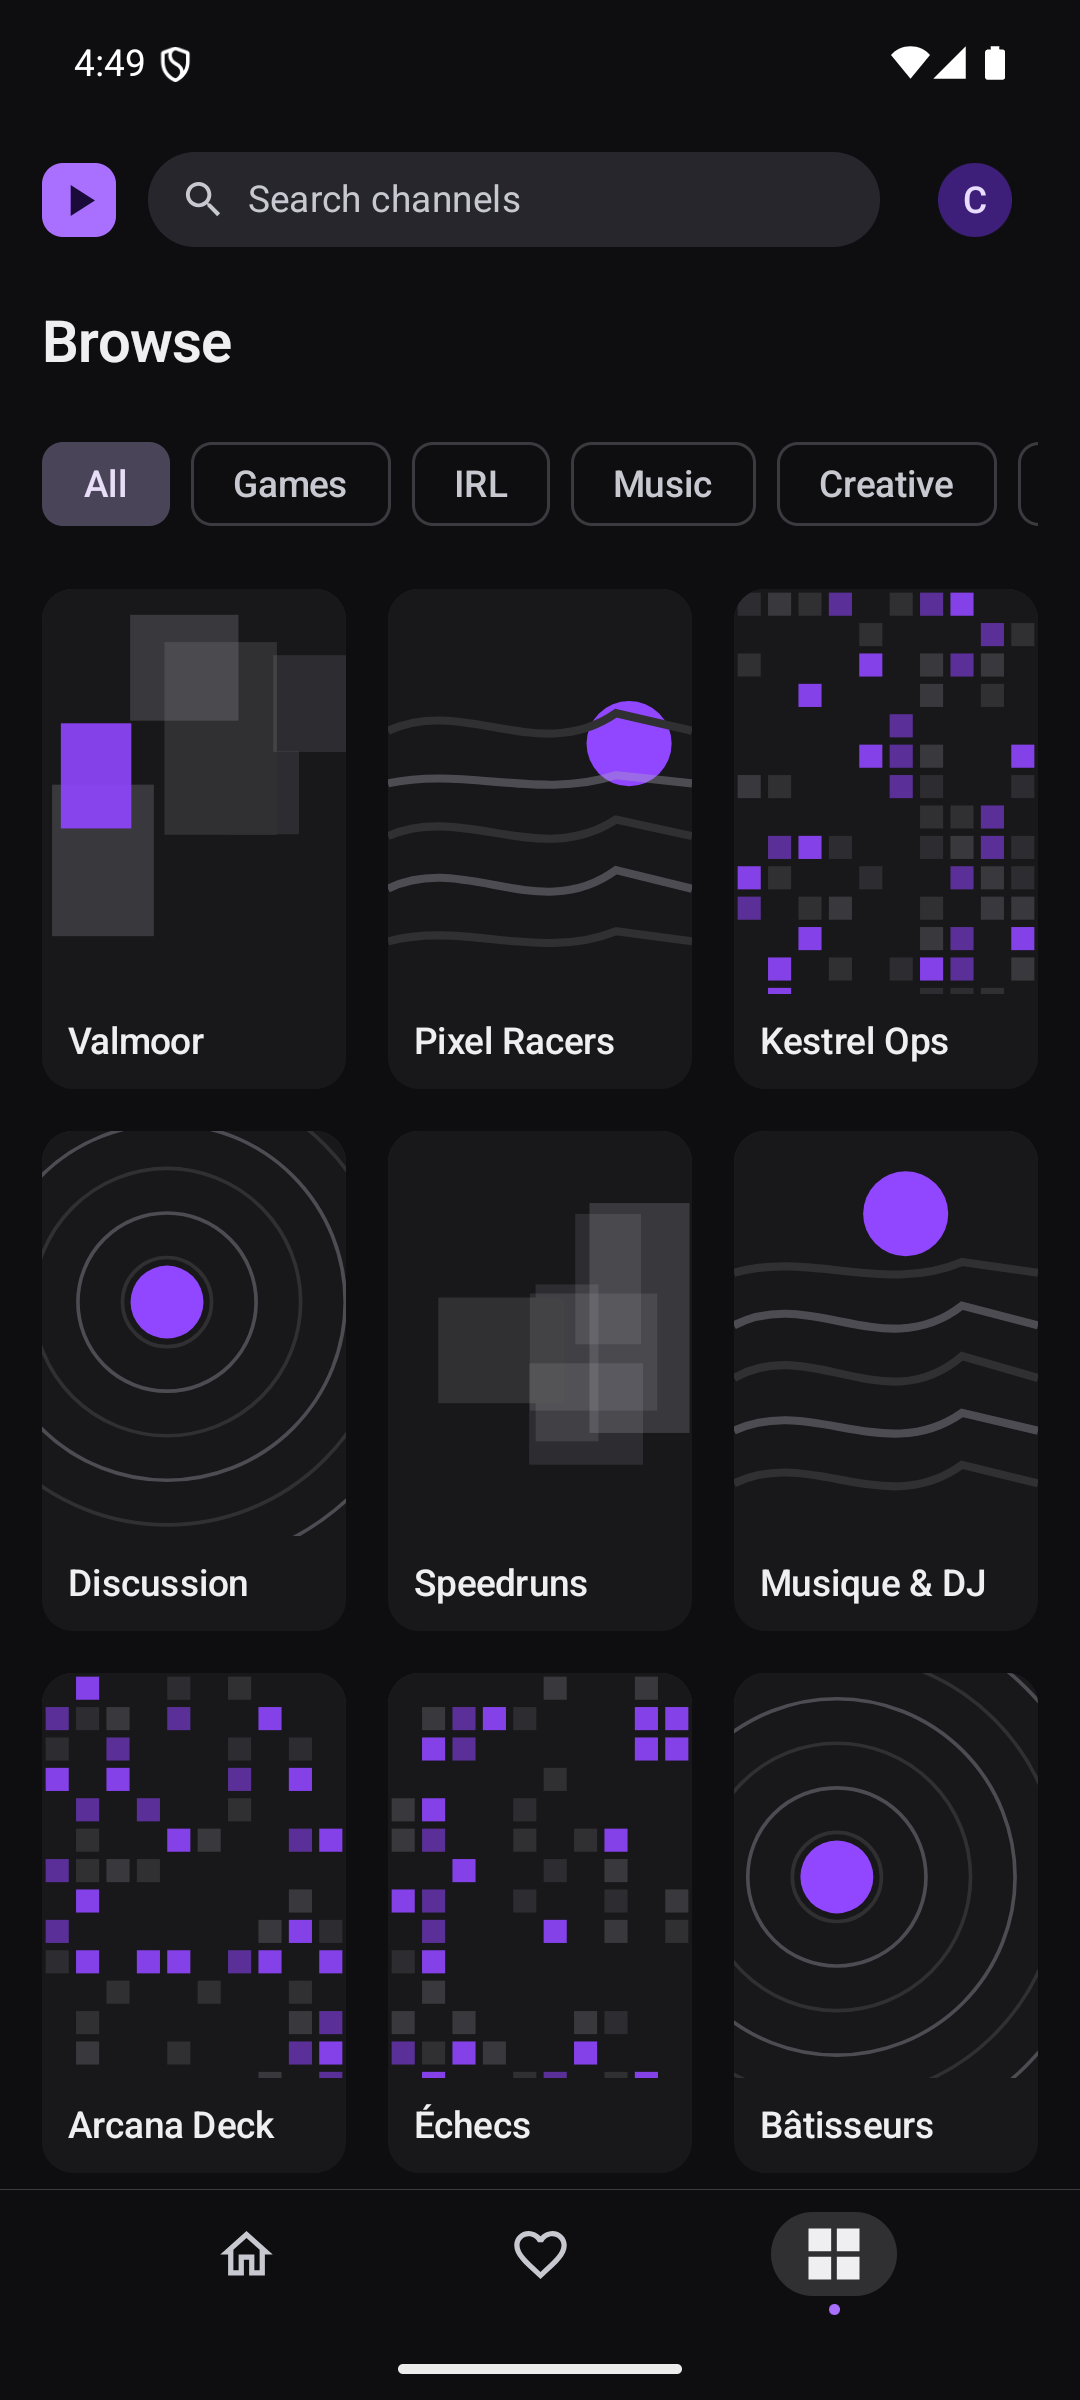 4:49
Search channels
C
Browse
All
Games
IRL
Music
Creative
Valmoor
Pixel Racers
Kestrel Ops
Discussion
Speedruns
Musique & DJ
Arcana Deck
Échecs
Bâtisseurs